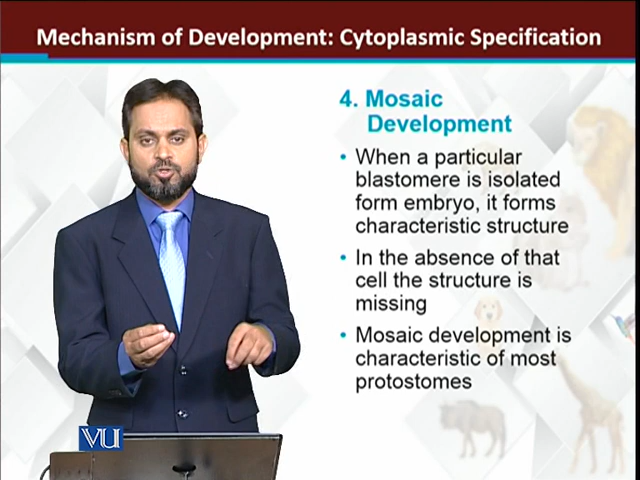 Mechanism of Development: Cytoplasmic Specification
4. Mosaic
Development
• When a particular
blastomere is isolated
form embryo, it forms
characteristic structure
• In the absence of that
cell the structure is
missing
• Mosaic development is
characteristic of most
protostomes
VU